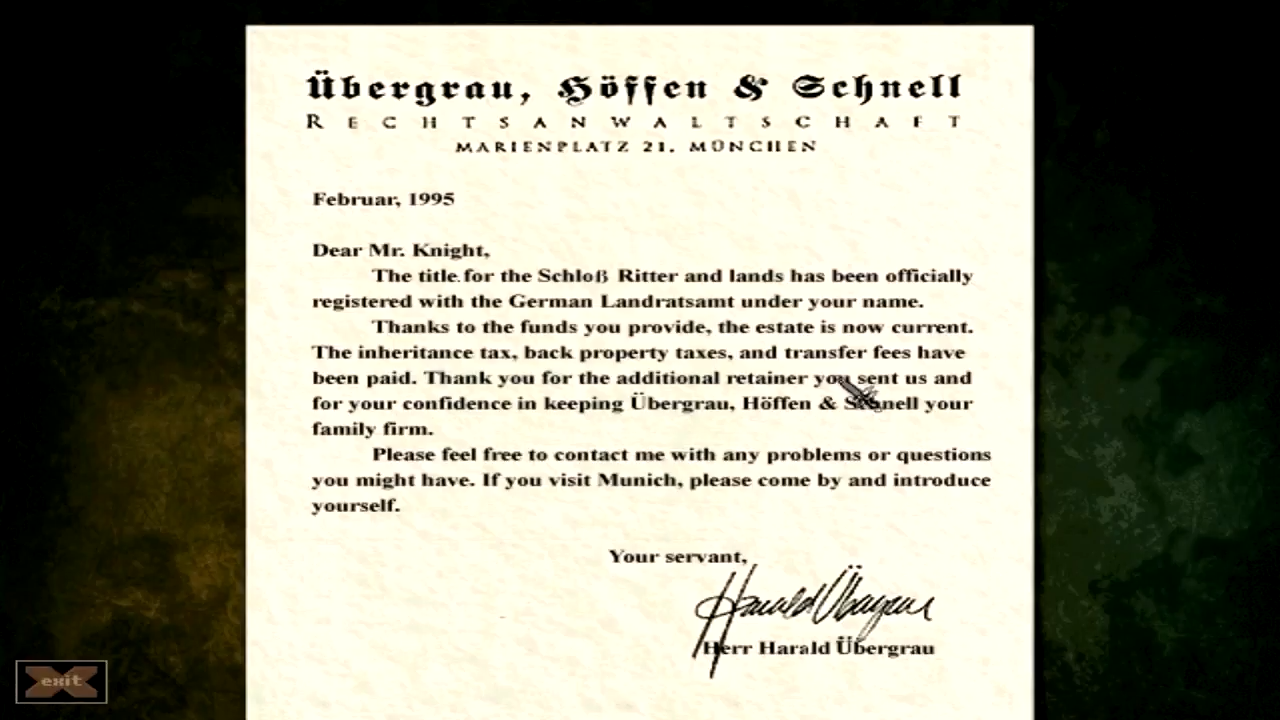 Übergrau, Höffen & Schnell
RECHTSANWALTSCHAFT
MARIENPLATZ 21, MÜNCHEN
Februar, 1995
Dear Mr. Knight,
The title for the Schloß Ritter and lands has been officially
registered with the German Landratsamt under your name.
Thanks to the funds you provide, the estate is now current.
The inheritance tax, back property taxes, and transfer fees have
been paid. Thank you for the additional retainer you sent us and
for your confidence in keeping Übergrau, Höffen & Schnell your
family firm.
Please feel free to contact me with any problems or questions
you might have. If you visit Munich, please come by and introduce
yourself.
Your servant,
Harald Übergrau
Herr Harald Übergrau
exit